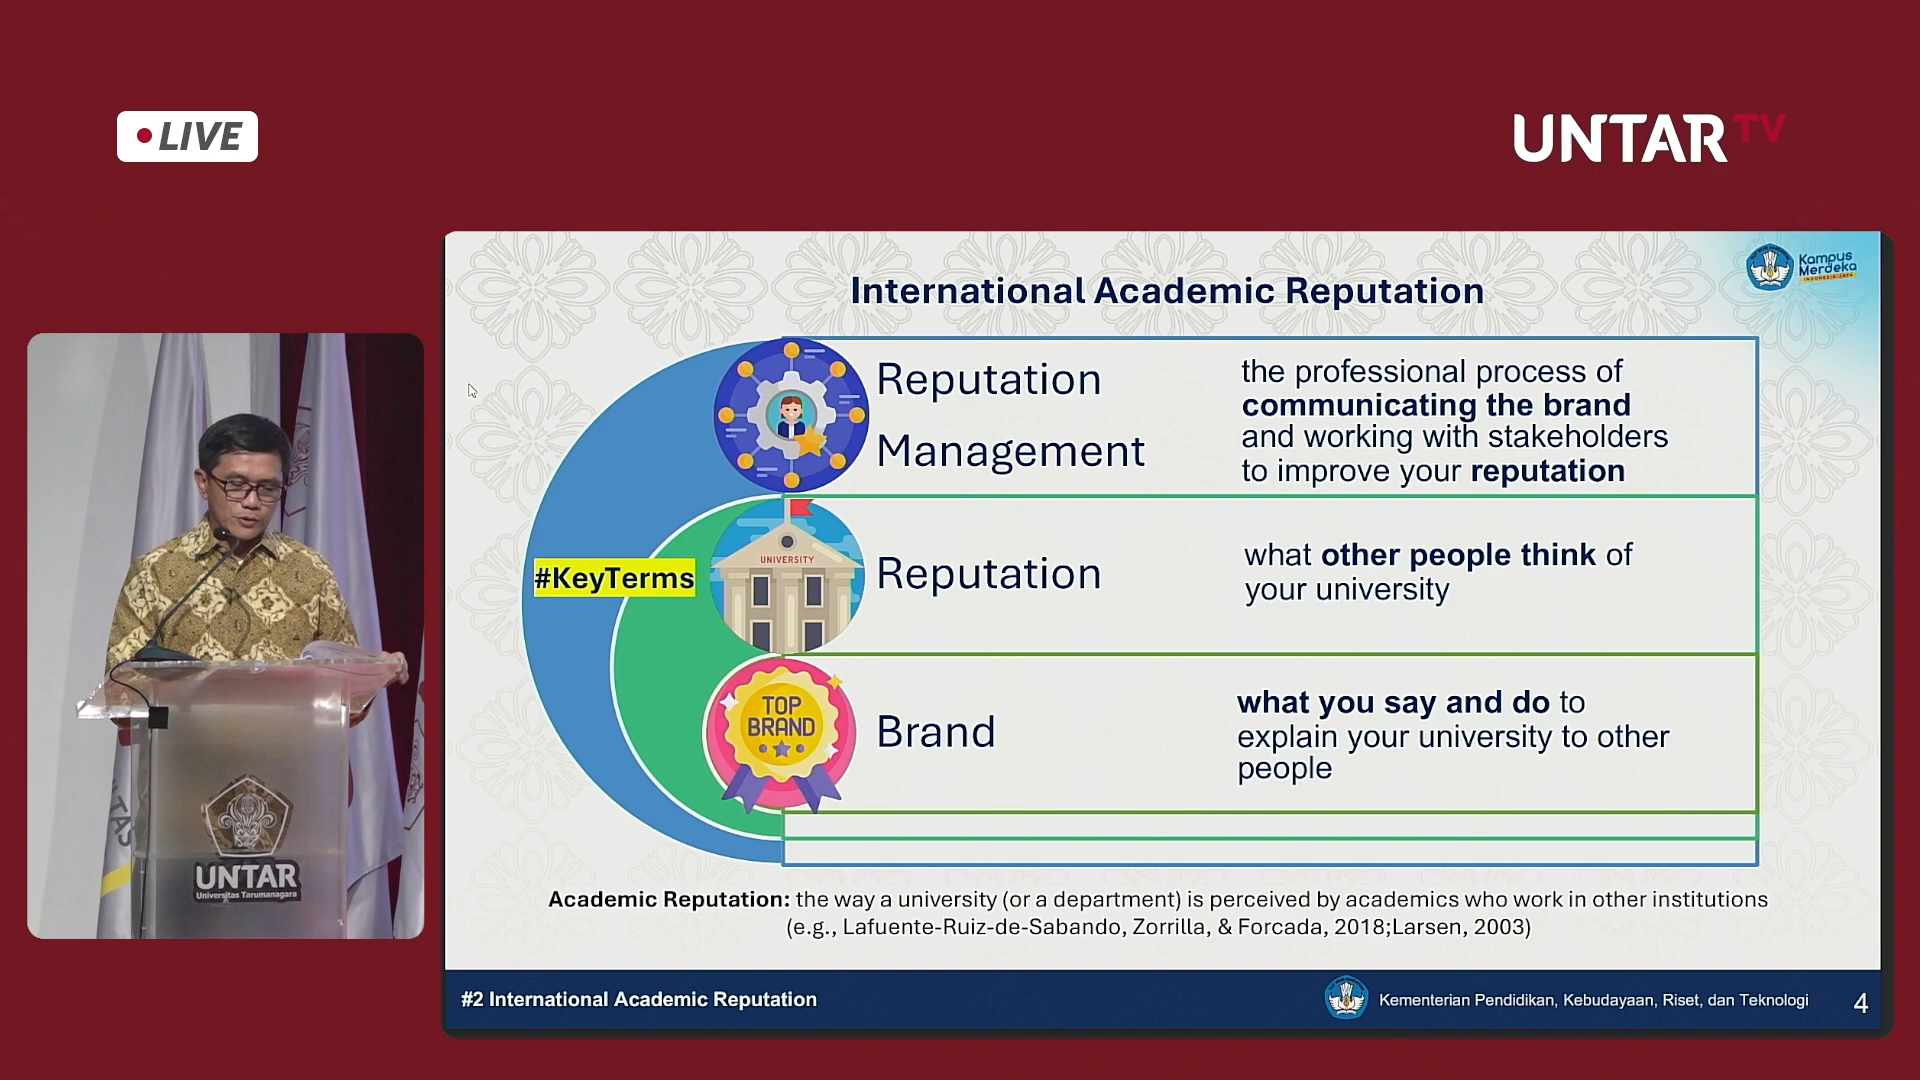 LIVE
UNTAR TV
Kampus
Merdeka
INDONESIA JAYA
International Academic Reputation
Reputation
Management
the professional process of
communicating the brand
and working with stakeholders
to improve your reputation
#KeyTerms
UNIVERSITY
Reputation
what other people think of
your university
TOP
BRAND
Brand
what you say and do to
explain your university to other
people
Academic Reputation: the way a university (or a department) is perceived by academics who work in other institutions
(e.g., Lafuente-Ruiz-de-Sabando, Zorrilla, & Forcada, 2018;Larsen, 2003)
#2 International Academic Reputation
Kementerian Pendidikan, Kebudayaan, Riset, dan Teknologi
4
UNTAR
Universitas Tarumanagara